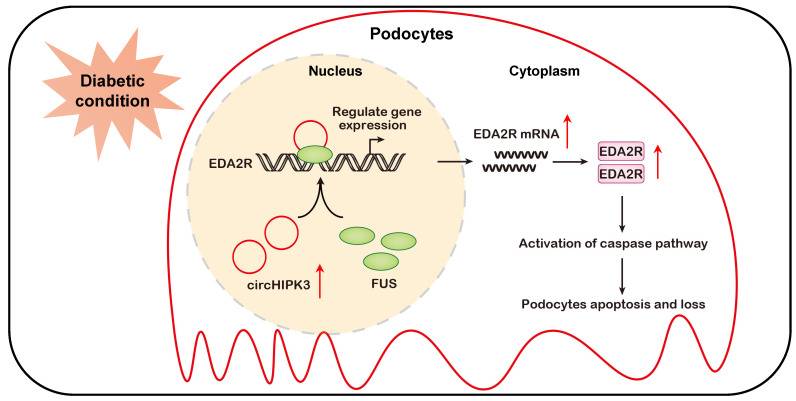 Podocytes
Diabetic
condition
Nucleus
Cytoplasm
Regulate gene
expression
EDA2R
EDA2R mRNA
EDA2R
EDA2R
Activation of caspase pathway
circHIPK3
FUS
Podocytes apoptosis and loss